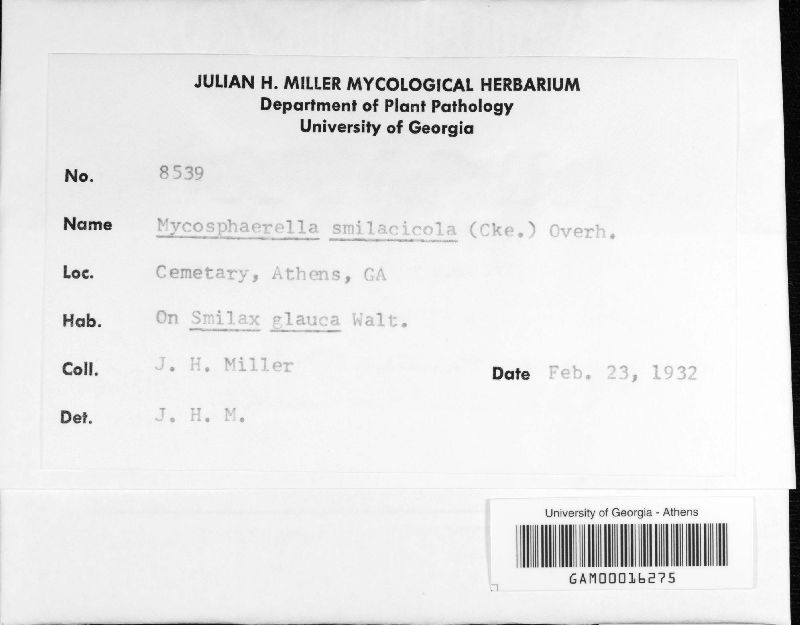 JULIAN H. MILLER MYCOLOGICAL HERBARIUM
Department of Plant Pathology
University of Georgia
No. 8539
Name Mycosphaerella smilacicola (Cke.) Overh.
Loc. Cemetary, Athens, GA
Hab. On Smilax glauca Walt.
Coll. J. H. Miller Date Feb. 23, 1932
Det. J. H. M.
University of Georgia - Athens
GAM00016275